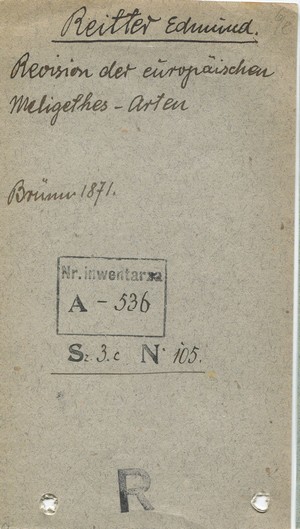 Reitter Edmund.
Revision der europäischen
Meligethes - Arten
Brünn 1871.
Nr. inwentarza
A - 536
S. 3. c N. 105.
R